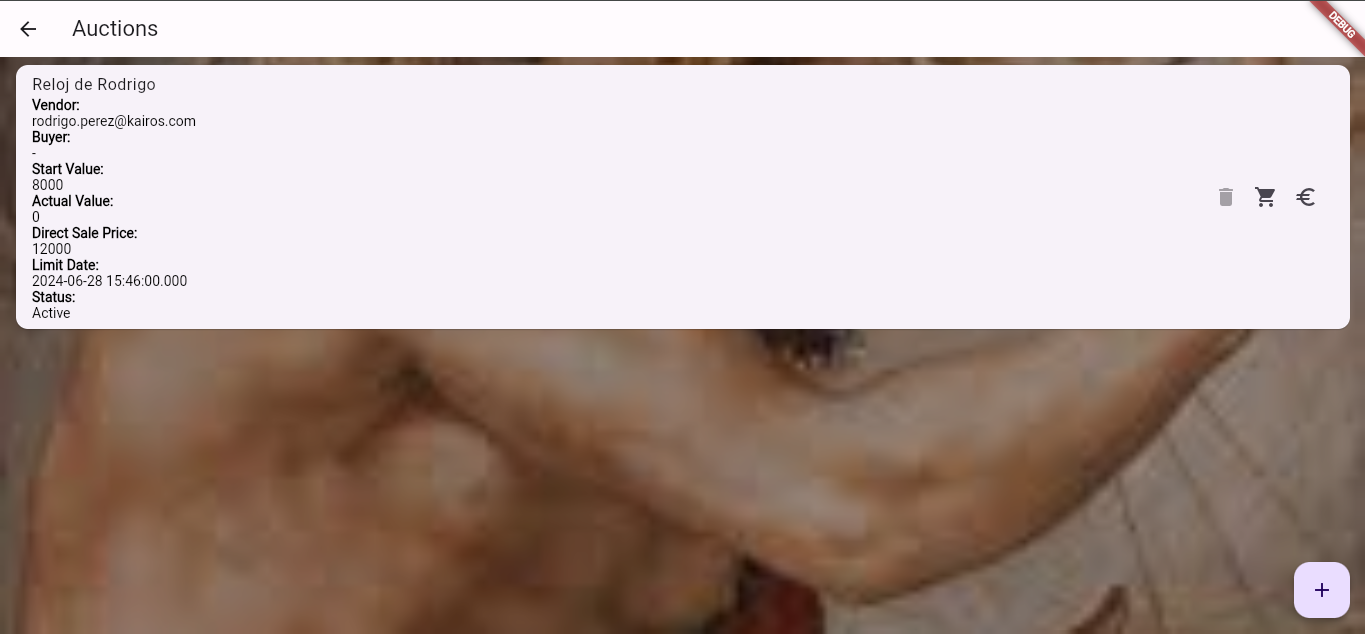 Auctions
DEBUG
Reloj de Rodrigo
Vendor:
rodrigo.perez@kairos.com
Buyer:
-
Start Value:
8000
Actual Value:
0
Direct Sale Price:
12000
Limit Date:
2024-06-28 15:46:00.000
Status:
Active